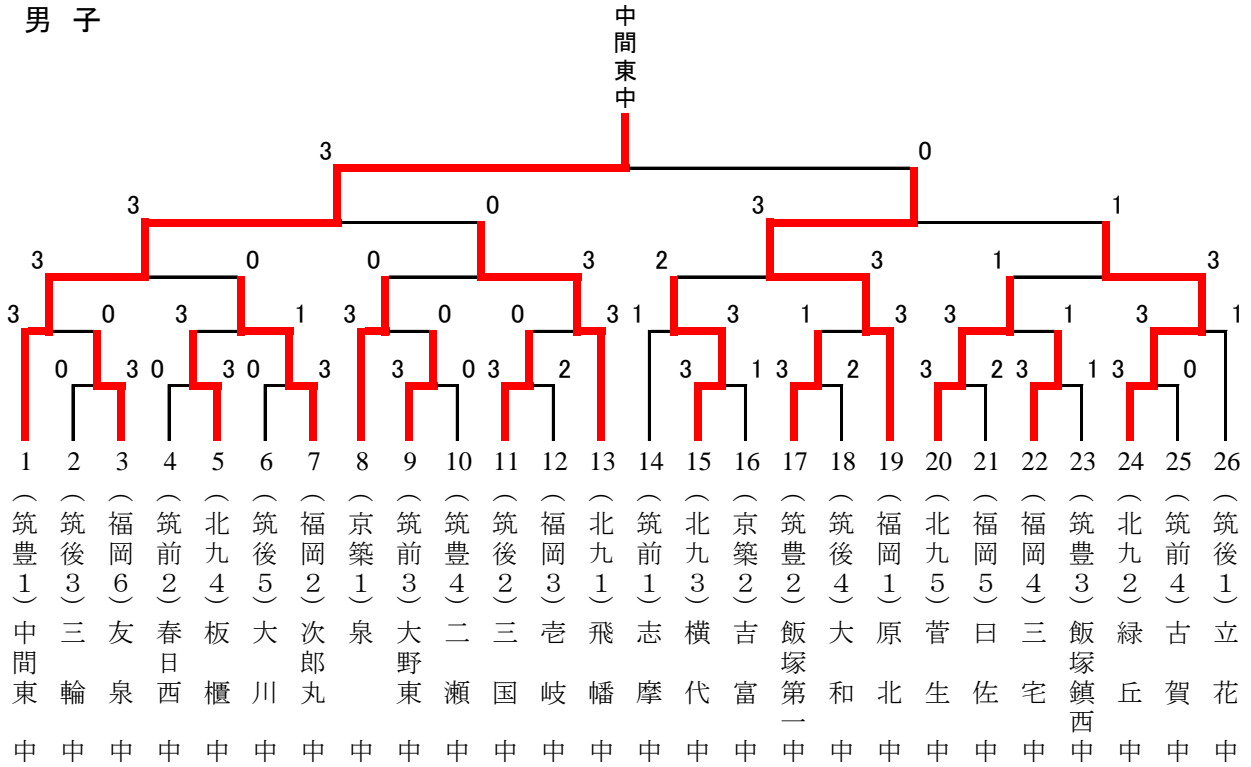 男子
中間東中
3 0
3 0 3 1
3 0 0 3 2 3 1 3
3 0 3 1 3 0 0 3 1 3 1 3 3 1 3 1
0 3 0 3 0 3 3 0 3 2 3 1 3 2 3 2 3 1 3 0
1 2 3 4 5 6 7 8 9 10 11 12 13 14 15 16 17 18 19 20 21 22 23 24 25 26
（筑豊１）中間東中
（筑後３）三輪中
（福岡６）友泉中
（筑前２）春日西中
（北九４）板櫃中
（筑後５）大川中
（福岡２）次郎丸中
（京築１）泉中
（筑前３）大野東中
（筑豊４）二瀬中
（筑後２）三国中
（福岡３）壱岐中
（北九１）飛幡中
（筑前１）志摩中
（北九３）横代中
（京築２）吉富中
（筑豊２）飯塚第一中
（筑後４）大和中
（福岡１）原北中
（北九５）菅生中
（福岡５）曰佐中
（福岡４）三宅中
（筑豊３）飯塚鎮西中
（北九２）緑丘中
（筑前４）古賀中
（筑後１）立花中